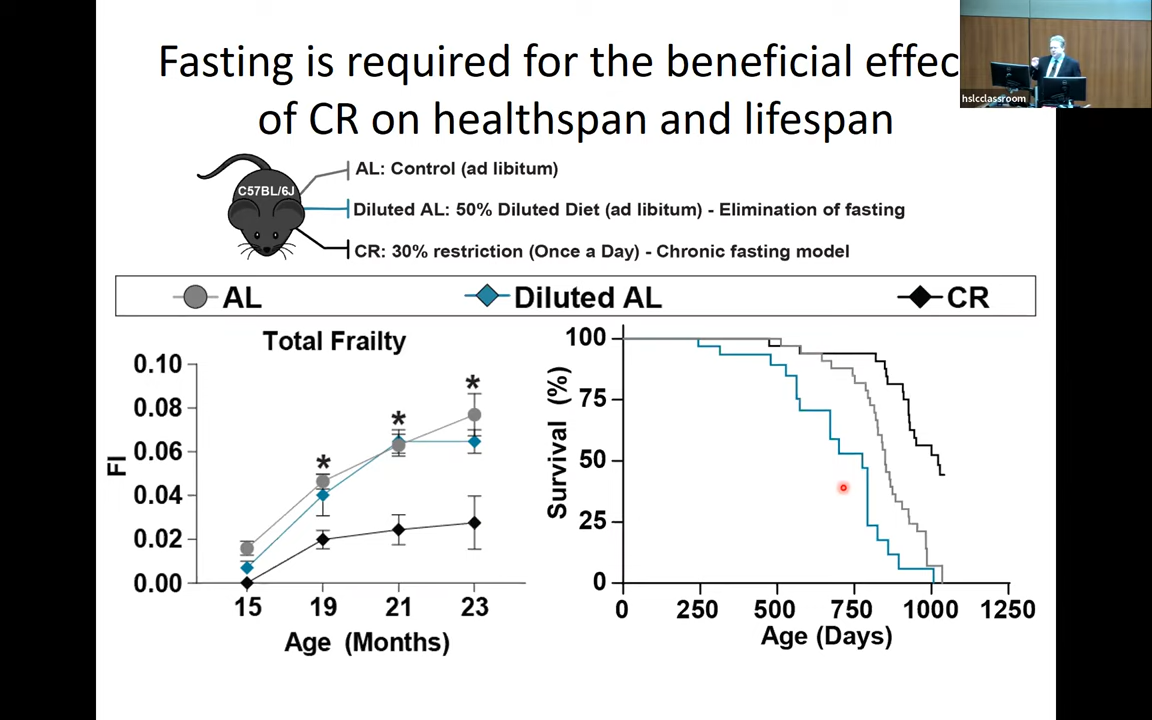 Fasting is required for the beneficial effec
of CR on healthspan and lifespan
hslcclassroom
C57BL/6J
AL: Control (ad libitum)
Diluted AL: 50% Diluted Diet (ad libitum) - Elimination of fasting
CR: 30% restriction (Once a Day) - Chronic fasting model
AL
Diluted AL
CR
Total Frailty
0.10
0.08
0.06
0.04
0.02
0.00
FI
*
*
*
15 19 21 23
Age (Months)
100
75
50
25
0
Survival (%)
0 250 500 750 1000 1250
Age (Days)